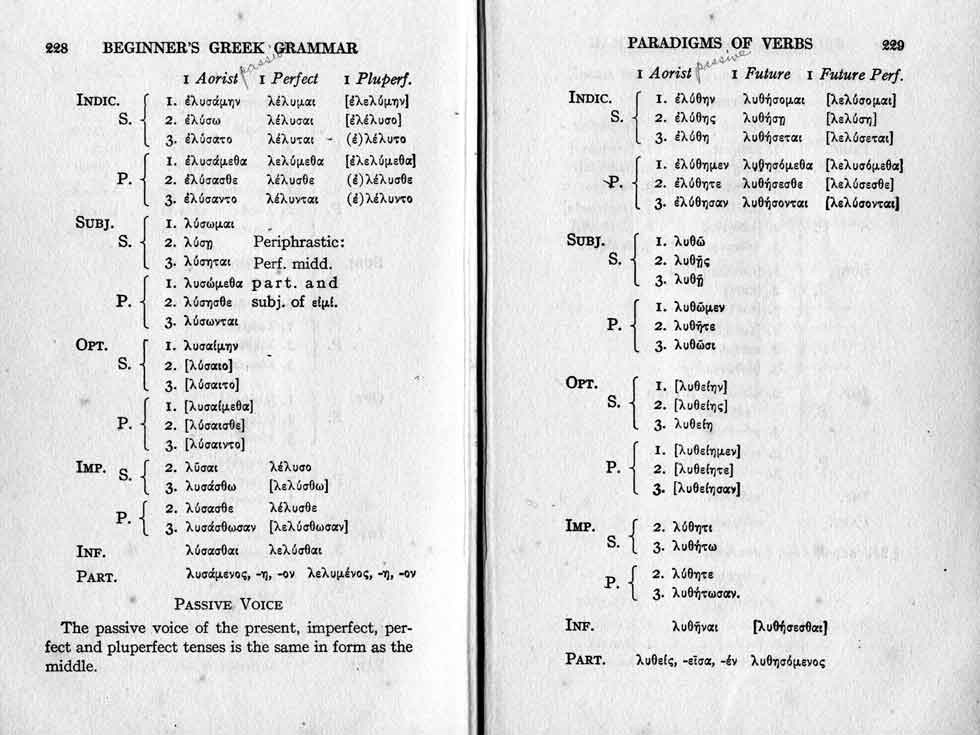 228 BEGINNER'S GREEK GRAMMAR
passive
1 Aorist 1 Perfect 1 Pluperf.
INDIC. 1. ἐλυσάμην λέλυμαι [ἐλελύμην]
S. 2. ἐλύσω λέλυσαι [ἐλέλυσο]
3. ἐλύσατο λέλυται (ἐ)λέλυτο
1. ἐλυσάμεθα λελύμεθα [ἐλελύμεθα]
P. 2. ἐλύσασθε λέλυσθε (ἐ)λέλυσθε
3. ἐλύσαντο λέλυνται (ἐ)λέλυντο
SUBJ. 1. λύσωμαι
S. 2. λύσῃ Periphrastic:
3. λύσηται Perf. midd.
1. λυσώμεθα part. and
P. 2. λύσησθε subj. of εἰμί.
3. λύσωνται
OPT. 1. λυσαίμην
S. 2. [λύσαιο]
3. [λύσαιτο]
1. [λυσαίμεθα]
P. 2. [λύσαισθε]
3. [λύσαιντο]
IMP. S. 2. λῦσαι λέλυσο
3. λυσάσθω [λελύσθω]
P. 2. λύσασθε λέλυσθε
3. λυσάσθωσαν [λελύσθωσαν]
INF. λύσασθαι λελύσθαι
PART. λυσάμενος, -η, -ον λελυμένος, -η, -ον
PASSIVE VOICE
The passive voice of the present, imperfect, per-
fect and pluperfect tenses is the same in form as the
middle.
PARADIGMS OF VERBS 229
passive
1 Aorist 1 Future 1 Future Perf.
INDIC. 1. ἐλύθην λυθήσομαι [λελύσομαι]
S. 2. ἐλύθης λυθήσῃ [λελύσῃ]
3. ἐλύθη λυθήσεται [λελύσεται]
1. ἐλύθημεν λυθησόμεθα [λελυσόμεθα]
P. 2. ἐλύθητε λυθήσεσθε [λελύσεσθε]
3. ἐλύθησαν λυθήσονται [λελύσονται]
SUBJ. 1. λυθῶ
S. 2. λυθῇς
3. λυθῇ
1. λυθῶμεν
P. 2. λυθῆτε
3. λυθῶσι
OPT. 1. [λυθείην]
S. 2. [λυθείης]
3. λυθείη
1. [λυθείημεν]
P. 2. [λυθείητε]
3. [λυθείησαν]
IMP. 2. λύθητι
S. 3. λυθήτω
2. λύθητε
P. 3. λυθήτωσαν.
INF. λυθῆναι [λυθήσεσθαι]
PART. λυθείς, -εῖσα, -έν λυθησόμενος